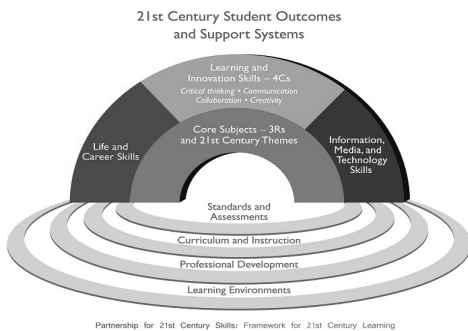 21st Century Student Outcomes
and Support Systems
Learning and
Innovation Skills – 4Cs
Critical thinking • Communication
Collaboration • Creativity
Core Subjects – 3Rs
and 21st Century Themes
Life and
Career Skills
Information,
Media, and
Technology
Skills
Standards and
Assessments
Curriculum and Instruction
Professional Development
Learning Environments
Partnership for 21st Century Skills: Framework for 21st Century Learning